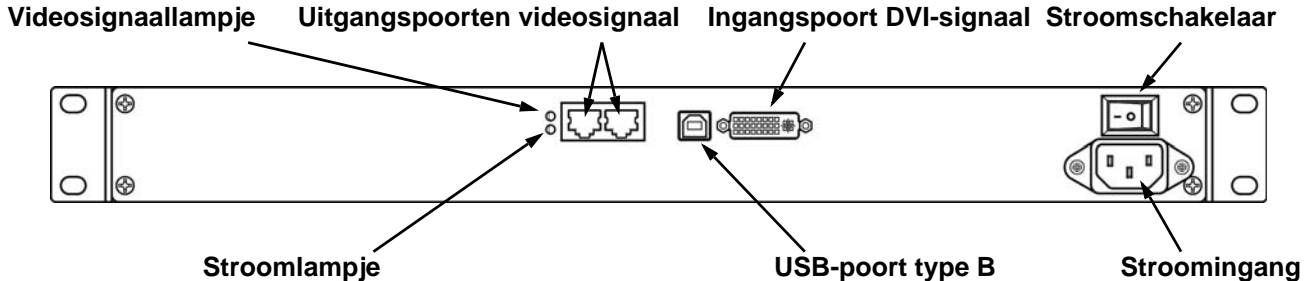 Videosignaallampje
Uitgangspoorten videosignaal
Ingangspoort DVI-signaal
Stroomschakelaar
Stroomlampje
USB-poort type B
Stroomingang